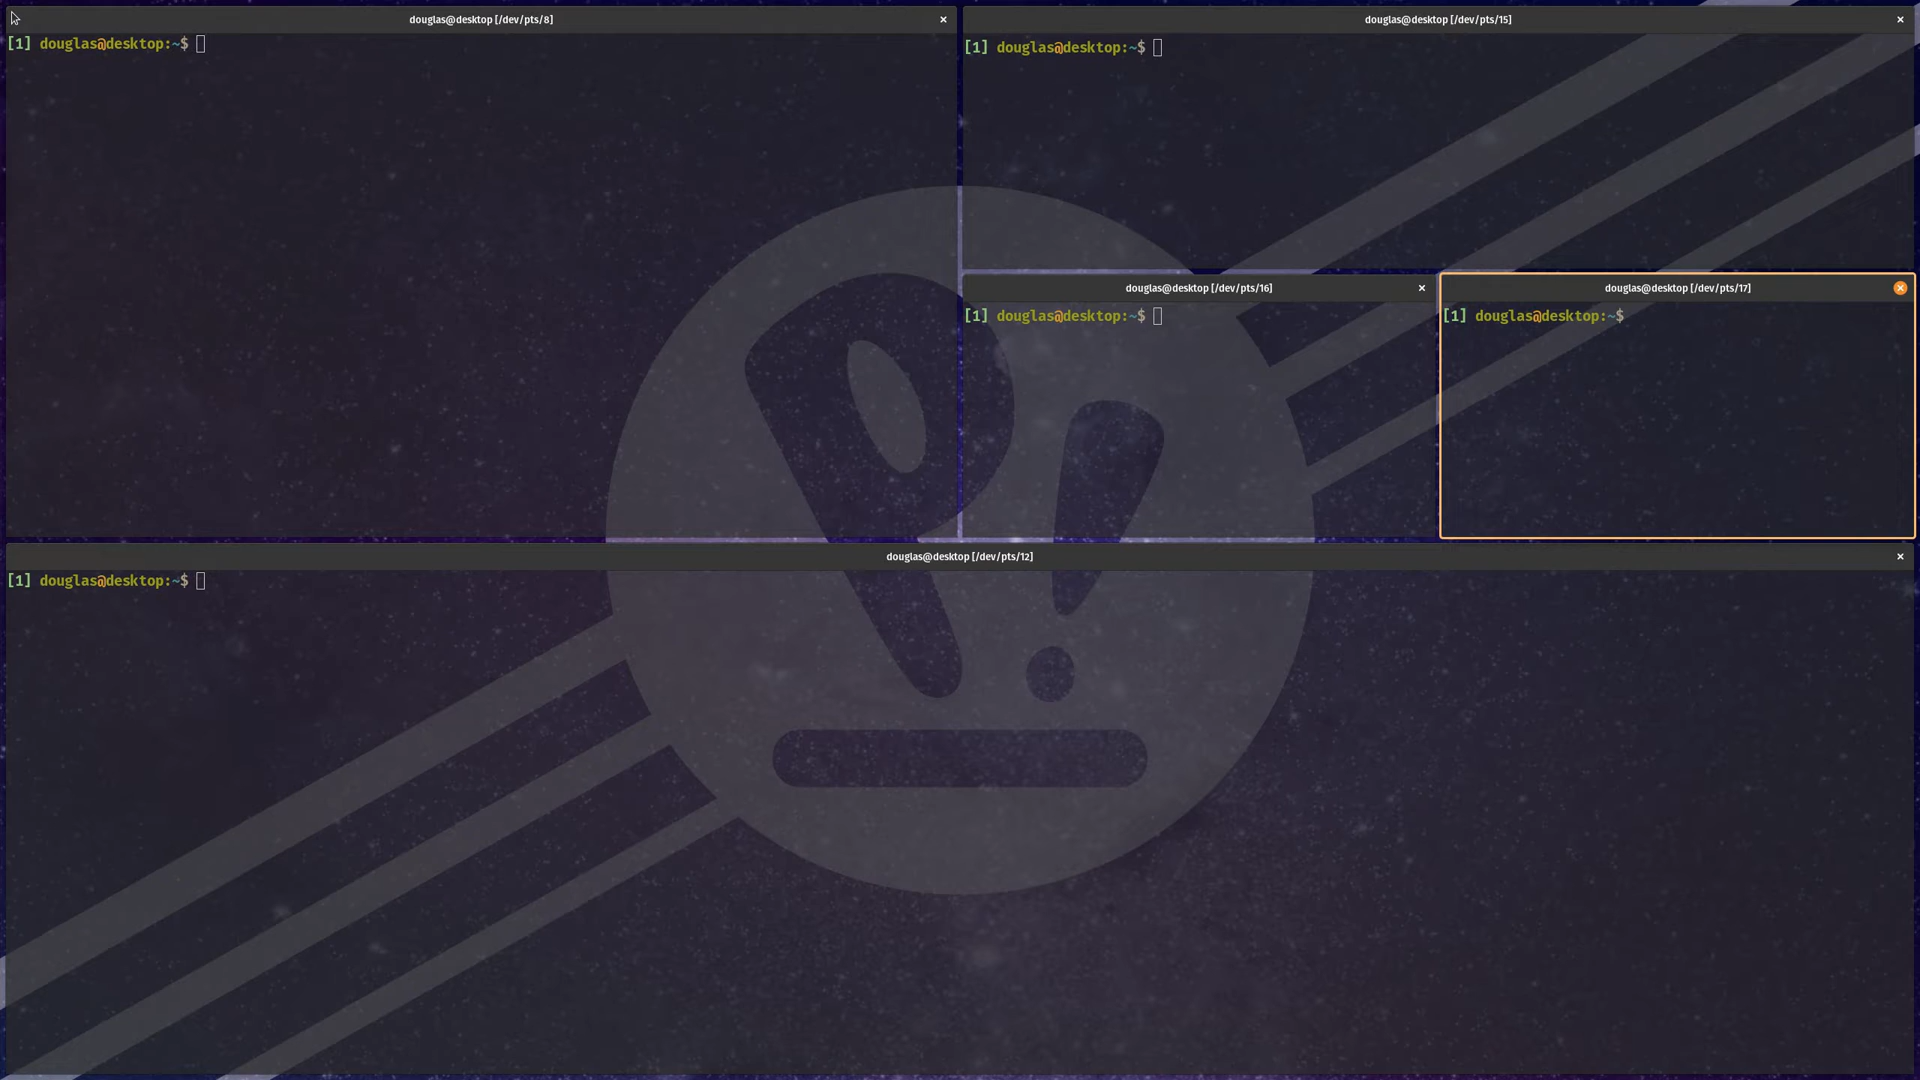 douglas@desktop [/dev/pts/8] ×
[1] douglas@desktop:~$
douglas@desktop [/dev/pts/15] ×
[1] douglas@desktop:~$
douglas@desktop [/dev/pts/16] ×
[1] douglas@desktop:~$
douglas@desktop [/dev/pts/17] ×
[1] douglas@desktop:~$
douglas@desktop [/dev/pts/12] ×
[1] douglas@desktop:~$